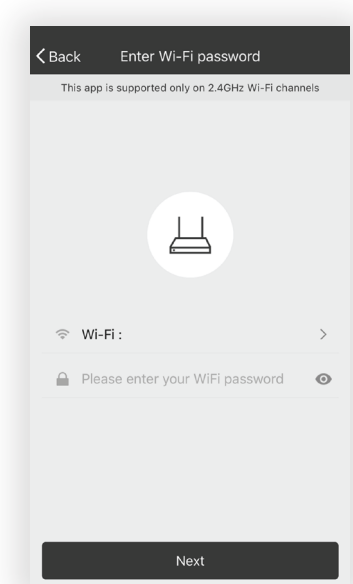 Back Enter Wi-Fi password
This app is supported only on 2.4GHz Wi-Fi channels
Wi-Fi :
Please enter your WiFi password
Next